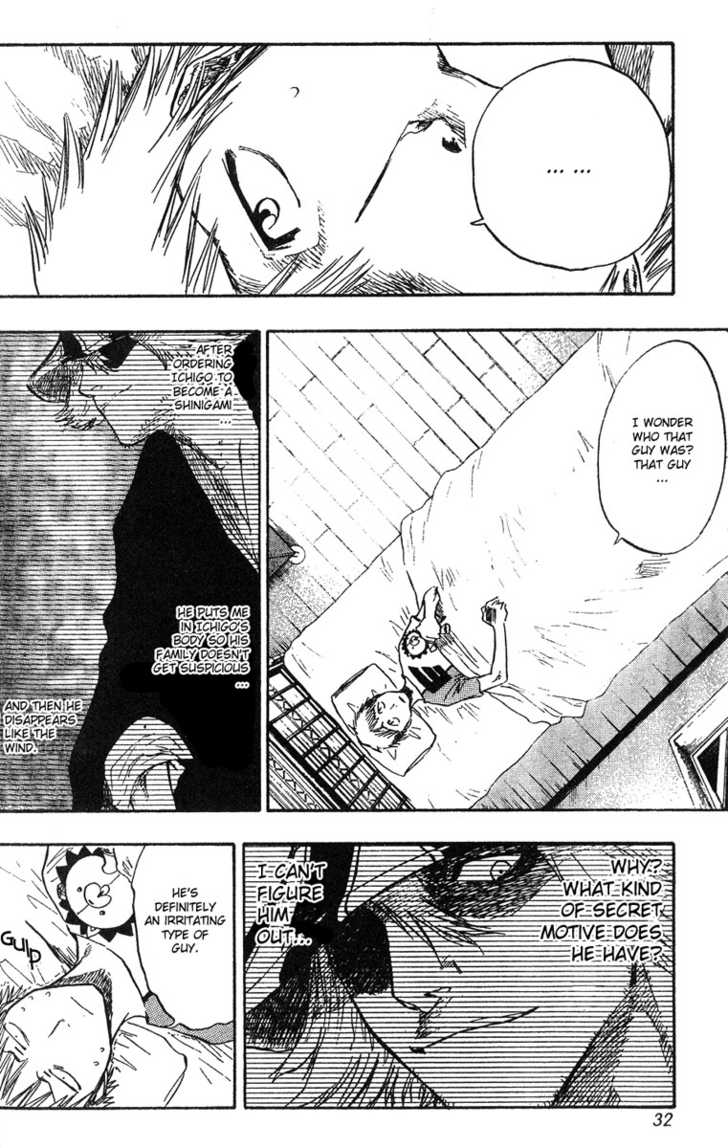 ... ...
I WONDER
WHO THAT
GUY WAS?
THAT GUY
...
AFTER
ORDERING
ICHIGO TO
BECOME A
SHINIGAMI
...
HE PUTS ME
IN ICHIGO'S
BODY SO HIS
FAMILY DOESN'T
GET SUSPICIOUS
...
AND THEN HE
DISAPPEARS
LIKE THE
WIND.
WHY?
WHAT KIND
OF SECRET
MOTIVE DOES
HE HAVE?
I CAN'T
FIGURE
HIM
OUT...
HE'S
DEFINITELY
AN IRRITATING
TYPE OF
GUY.
GULP
32